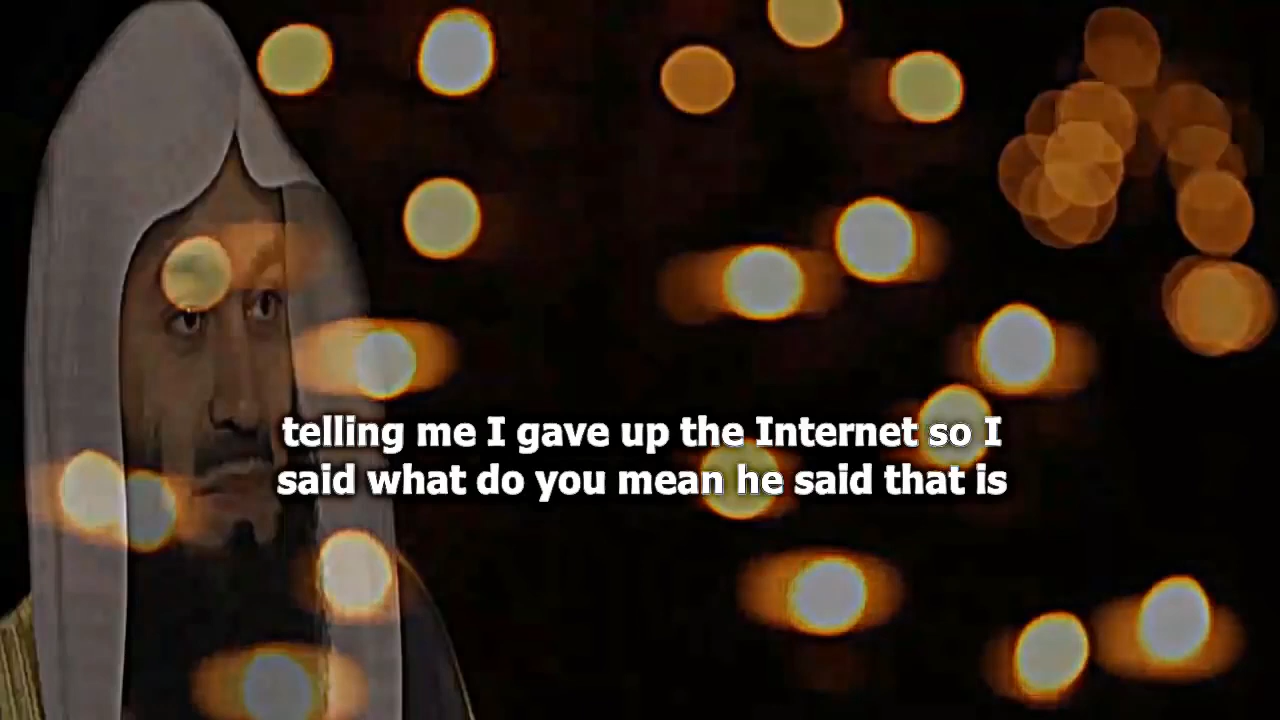 telling me I gave up the Internet so I
said what do you mean he said that is